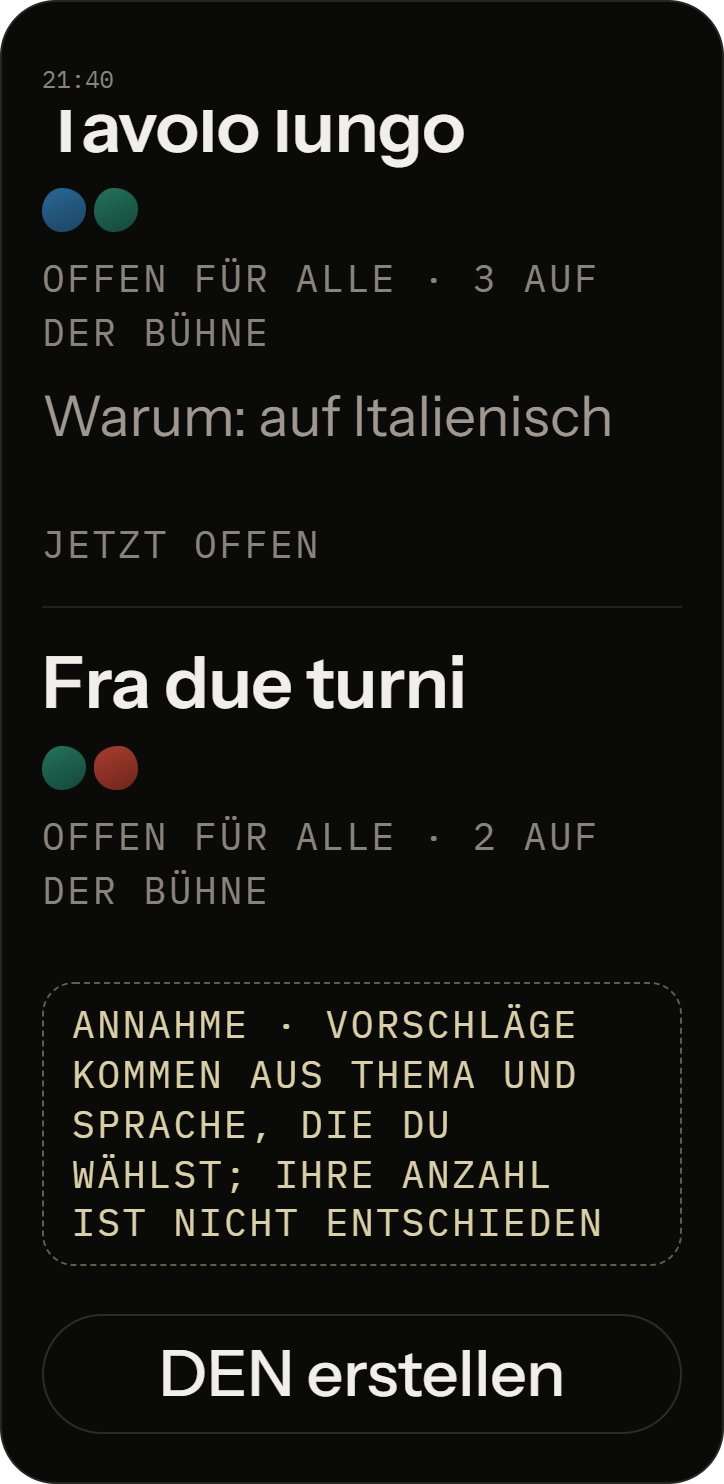 21:40
Tavolo lungo
OFFEN FÜR ALLE · 3 AUF
DER BÜHNE
Warum: auf Italienisch
JETZT OFFEN
Fra due turni
OFFEN FÜR ALLE · 2 AUF
DER BÜHNE
ANNAHME · VORSCHLÄGE
KOMMEN AUS THEMA UND
SPRACHE, DIE DU
WÄHLST; IHRE ANZAHL
IST NICHT ENTSCHIEDEN
DEN erstellen